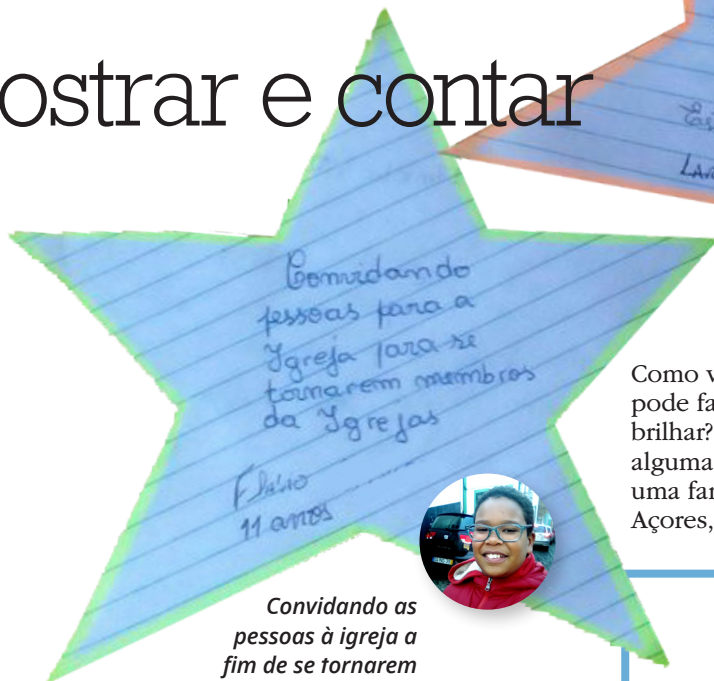 ostrar e contar
LAR
Convidando
pessoas para a
Igreja para se
tornarem membros
da Igrejas
Flávio
11 anos
Como v
pode fa
brilhar?
alguma
uma fa
Açores,
Convidando as
pessoas à igreja a
fim de se tornarem